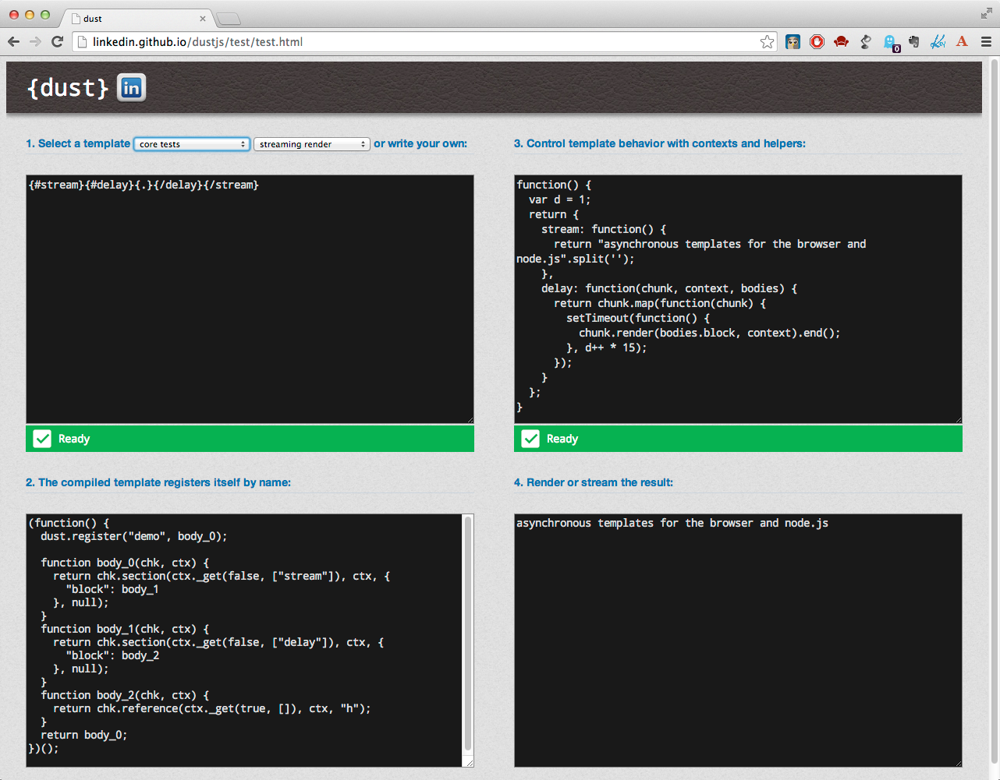 dust
linkedin.github.io/dustjs/test/test.html
0
A
{dust} in
1. Select a template core tests streaming render or write your own:
{#stream}{#delay}{.}{/delay}{/stream}
Ready
3. Control template behavior with contexts and helpers:
function() {
  var d = 1;
  return {
    stream: function() {
      return "asynchronous templates for the browser and
node.js".split('');
    },
    delay: function(chunk, context, bodies) {
      return chunk.map(function(chunk) {
        setTimeout(function() {
          chunk.render(bodies.block, context).end();
        }, d++ * 15);
      });
    }
  };
}
Ready
2. The compiled template registers itself by name:
(function() {
  dust.register("demo", body_0);

  function body_0(chk, ctx) {
    return chk.section(ctx._get(false, ["stream"]), ctx, {
      "block": body_1
    }, null);
  }
  function body_1(chk, ctx) {
    return chk.section(ctx._get(false, ["delay"]), ctx, {
      "block": body_2
    }, null);
  }
  function body_2(chk, ctx) {
    return chk.reference(ctx._get(true, []), ctx, "h");
  }
  return body_0;
})();
4. Render or stream the result:
asynchronous templates for the browser and node.js